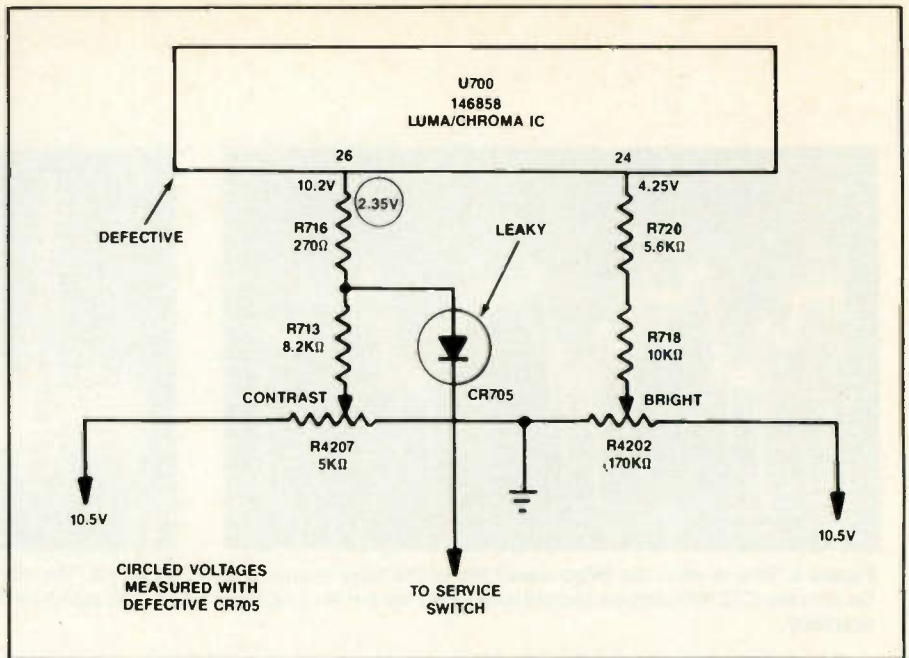 U700
146858
LUMA/CHROMA IC
26
24
10.2V
2.35V
4.25V
DEFECTIVE
R716
270Ω
LEAKY
R720
5.6KΩ
R713
8.2KΩ
R718
10KΩ
CONTRAST
CR705
BRIGHT
R4207
5KΩ
R4202
170KΩ
10.5V
10.5V
CIRCLED VOLTAGES
MEASURED WITH
DEFECTIVE CR705
TO SERVICE
SWITCH